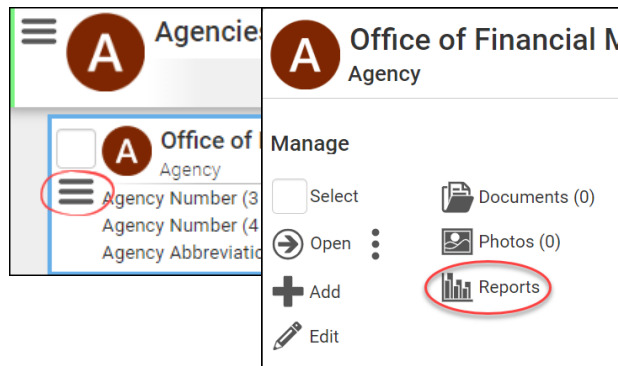 A Agencies
A Office of
Agency
Agency Number (3
Agency Number (4
Agency Abbreviatio
A Office of Financial
Agency
Manage
Select
Documents (0)
Open
Photos (0)
Add
Reports
Edit